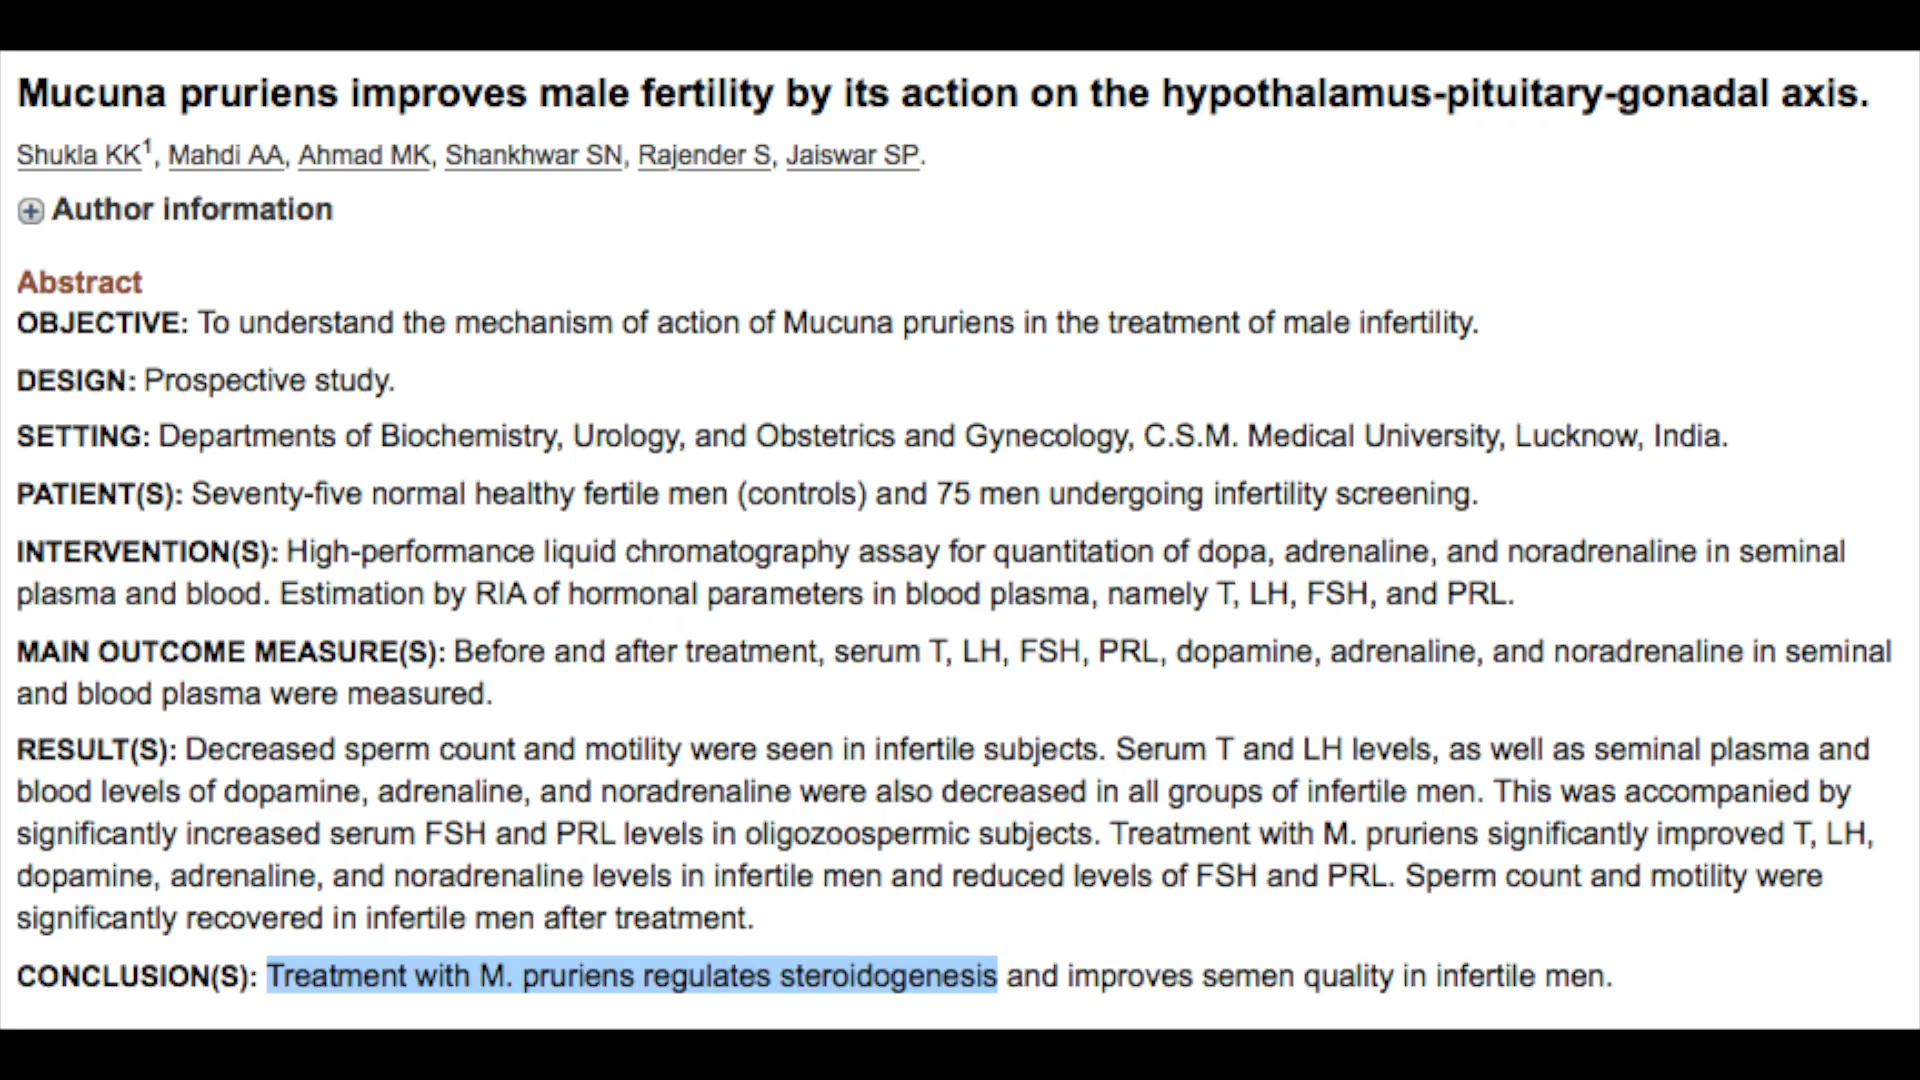 Mucuna pruriens improves male fertility by its action on the hypothalamus-pituitary-gonadal axis.
Shukla KK1, Mahdi AA, Ahmad MK, Shankhwar SN, Rajender S, Jaiswar SP.
Author information
Abstract
OBJECTIVE: To understand the mechanism of action of Mucuna pruriens in the treatment of male infertility.
DESIGN: Prospective study.
SETTING: Departments of Biochemistry, Urology, and Obstetrics and Gynecology, C.S.M. Medical University, Lucknow, India.
PATIENT(S): Seventy-five normal healthy fertile men (controls) and 75 men undergoing infertility screening.
INTERVENTION(S): High-performance liquid chromatography assay for quantitation of dopa, adrenaline, and noradrenaline in seminal
plasma and blood. Estimation by RIA of hormonal parameters in blood plasma, namely T, LH, FSH, and PRL.
MAIN OUTCOME MEASURE(S): Before and after treatment, serum T, LH, FSH, PRL, dopamine, adrenaline, and noradrenaline in seminal
and blood plasma were measured.
RESULT(S): Decreased sperm count and motility were seen in infertile subjects. Serum T and LH levels, as well as seminal plasma and
blood levels of dopamine, adrenaline, and noradrenaline were also decreased in all groups of infertile men. This was accompanied by
significantly increased serum FSH and PRL levels in oligozoospermic subjects. Treatment with M. pruriens significantly improved T, LH,
dopamine, adrenaline, and noradrenaline levels in infertile men and reduced levels of FSH and PRL. Sperm count and motility were
significantly recovered in infertile men after treatment.
CONCLUSION(S): Treatment with M. pruriens regulates steroidogenesis and improves semen quality in infertile men.